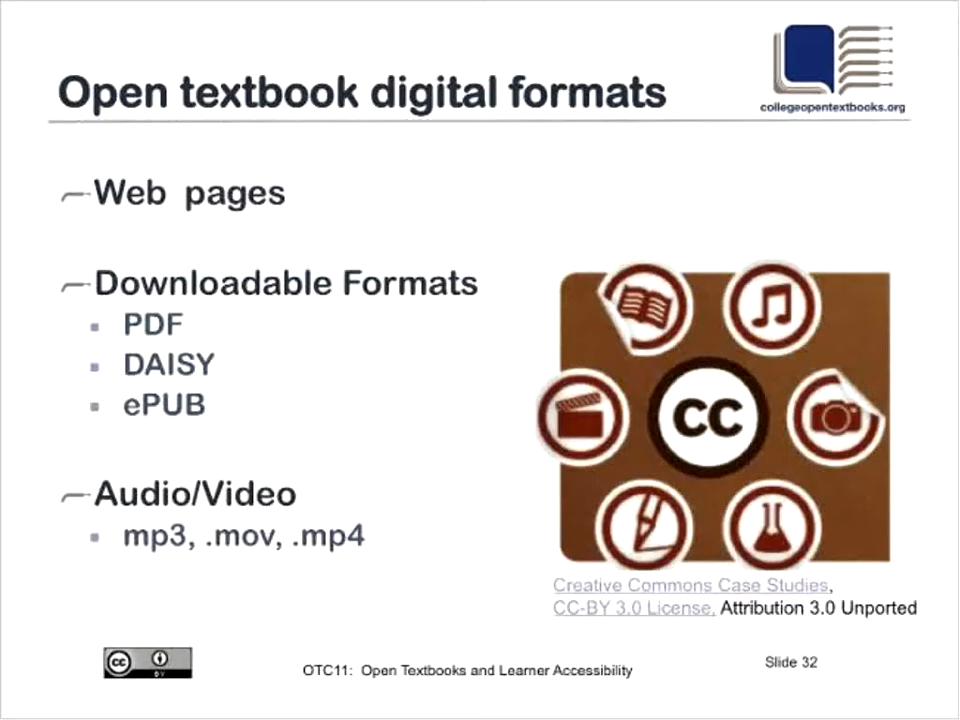 Open textbook digital formats
collegeopentextbooks.org
Web pages
Downloadable Formats
PDF
DAISY
ePUB
Audio/Video
mp3, .mov, .mp4
cc
Creative Commons Case Studies,
CC-BY 3.0 License, Attribution 3.0 Unported
cc
BY
OTC11: Open Textbooks and Learner Accessibility
Slide 32